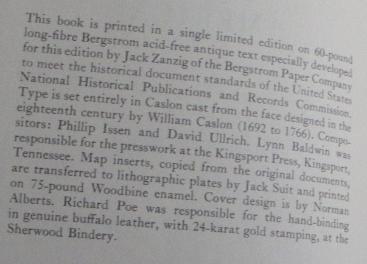 This book is printed in a single limited edition on 60-pound
long-fibre Bergstrom acid-free antique text especially developed
for this edition by Jack Zanzig of the Bergstrom Paper Company
to meet the historical document standards of the United States
National Historical Publications and Records Commission.
Type is set entirely in Caslon cast from the face designed in the
eighteenth century by William Caslon (1692 to 1766). Compo-
sitors: Phillip Issen and David Ullrich. Lynn Baldwin was
responsible for the presswork at the Kingsport Press, Kingsport,
Tennessee. Map inserts, copied from the original documents,
are transferred to lithographic plates by Jack Suit and printed
on 75-pound Woodbine enamel. Cover design is by Norman
Alberts. Richard Poe was responsible for the hand-binding
in genuine buffalo leather, with 24-karat gold stamping, at the
Sherwood Bindery.